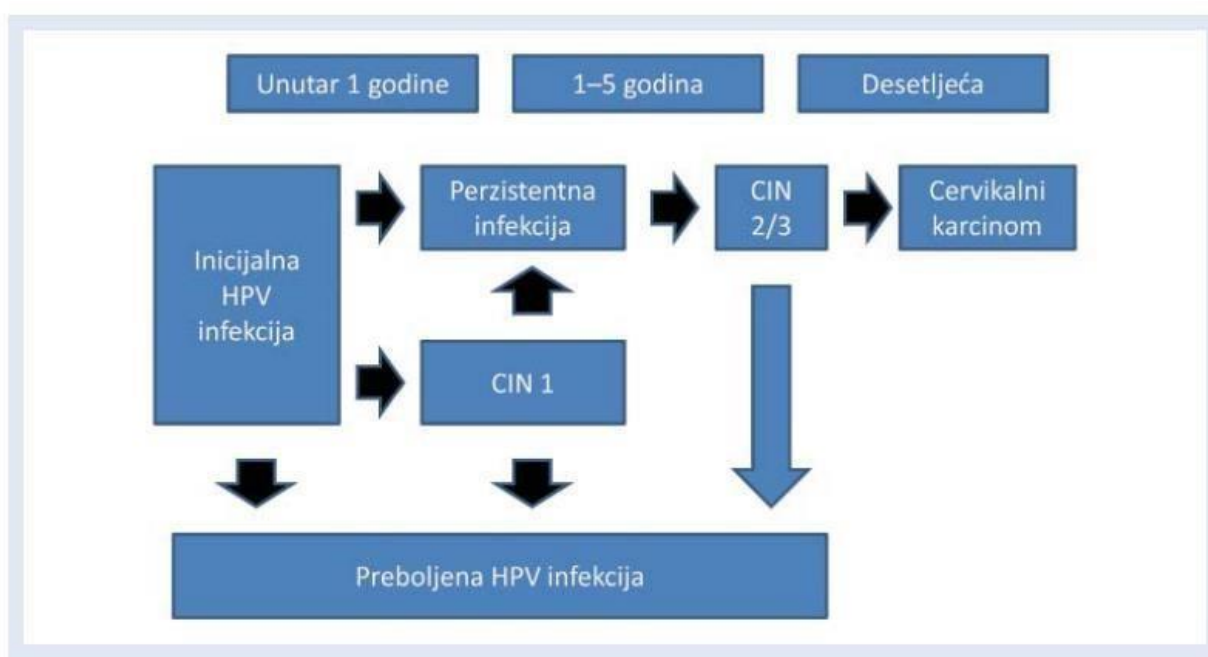 Unutar 1 godine
1–5 godina
Desetljeća
Inicijalna
HPV
infekcija
Perzistentna
infekcija
CIN
2/3
Cervikalni
karcinom
CIN 1
Preboljena HPV infekcija